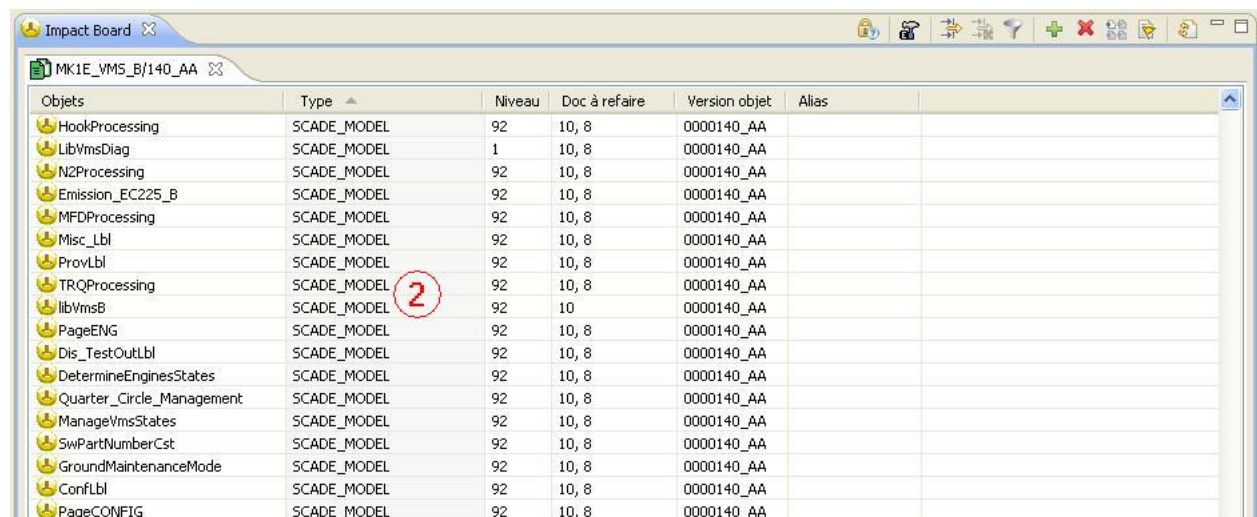 Impact Board
MK1E_VMS_B/140_AA
Objets Type Niveau Doc à refaire Version objet Alias
HookProcessing SCADE_MODEL 92 10, 8 0000140_AA
LibVmsDiag SCADE_MODEL 1 10, 8 0000140_AA
N2Processing SCADE_MODEL 92 10, 8 0000140_AA
Emission_EC225_B SCADE_MODEL 92 10, 8 0000140_AA
MFDProcessing SCADE_MODEL 92 10, 8 0000140_AA
Misc_Lbl SCADE_MODEL 92 10, 8 0000140_AA
ProvLbl SCADE_MODEL 92 10, 8 0000140_AA
TRQProcessing SCADE_MODEL 92 10, 8 0000140_AA
2
libVmsB SCADE_MODEL 92 10 0000140_AA
PageENG SCADE_MODEL 92 10, 8 0000140_AA
Dis_TestOutLbl SCADE_MODEL 92 10, 8 0000140_AA
DetermineEnginesStates SCADE_MODEL 92 10, 8 0000140_AA
Quarter_Circle_Management SCADE_MODEL 92 10, 8 0000140_AA
ManageVmsStates SCADE_MODEL 92 10, 8 0000140_AA
SwPartNumberCst SCADE_MODEL 92 10, 8 0000140_AA
GroundMaintenanceMode SCADE_MODEL 92 10, 8 0000140_AA
ConfLbl SCADE_MODEL 92 10, 8 0000140_AA
PageCONFIG SCADE_MODEL 92 10, 8 0000140_AA